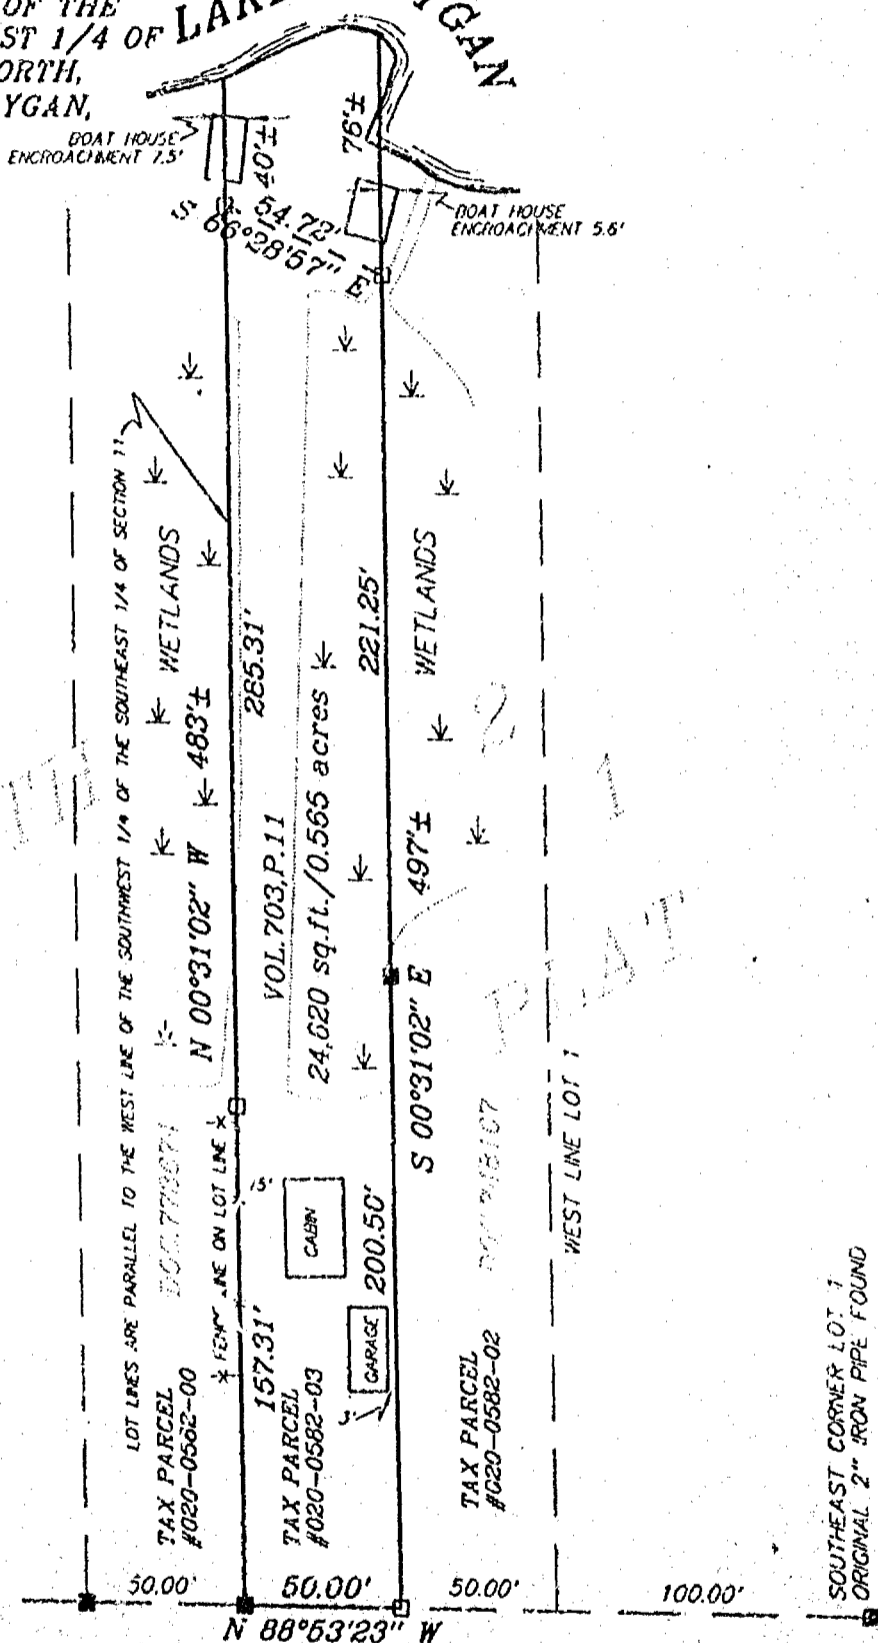 OF THE
ST 1/4 OF
ORTH,
YGAN,
YGAN
BOAT HOUSE
ENCROACHMENT 7.5'
40'±
76'±
BOAT HOUSE
ENCROACHMENT 5.6'
54.72'
S 66°28'57" E
LOT LINES ARE PARALLEL TO THE WEST LINE OF THE SOUTHWEST 1/4 OF THE SOUTHEAST 1/4 OF SECTION 11
WETLANDS
N 00°31'02" W 483'±
285.31'
VOL.703,P.11
24,620 sq.ft./0.565 acres
221.25'
WETLANDS
S 00°31'02" E 497'±
2
1
PLAT
WEST LINE LOT 1
FENCE LINE ON LOT LINE
15'
CABIN
200.50'
GARAGE
157.31'
TAX PARCEL
#020-0582-00
TAX PARCEL
#020-0582-03
TAX PARCEL
#020-0582-02
SOUTHEAST CORNER LOT 1
ORIGINAL 2" IRON PIPE FOUND
50.00'
50.00'
50.00'
100.00'
N 88°53'23" W